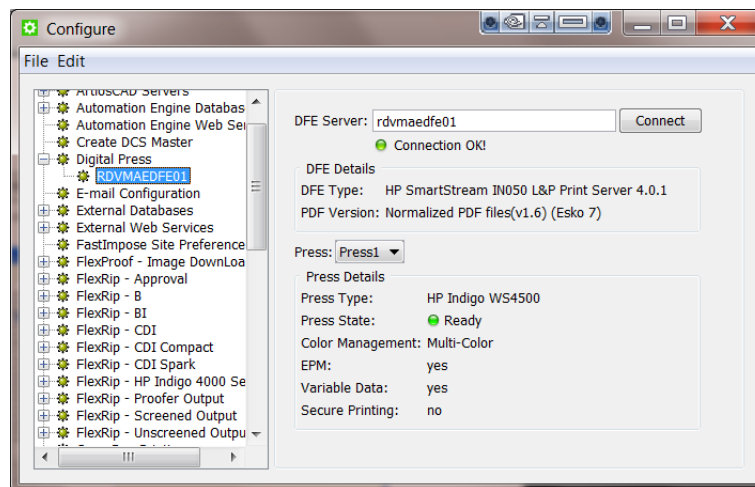 Configure
File Edit
ArtiosCAD Servers
Automation Engine Databas
Automation Engine Web Ser
Create DCS Master
Digital Press
RDVMAEDFE01
E-mail Configuration
External Databases
External Web Services
FastImpose Site Preference
FlexProof - Image DownLoa
FlexRip - Approval
FlexRip - B
FlexRip - BI
FlexRip - CDI
FlexRip - CDI Compact
FlexRip - CDI Spark
FlexRip - HP Indigo 4000 Se
FlexRip - Proofer Output
FlexRip - Screened Output
FlexRip - Unscreened Outpu
DFE Server: rdvmaedfe01 Connect
Connection OK!
DFE Details
DFE Type: HP SmartStream IN050 L&P Print Server 4.0.1
PDF Version: Normalized PDF files(v1.6) (Esko 7)
Press: Press1
Press Details
Press Type: HP Indigo WS4500
Press State: Ready
Color Management: Multi-Color
EPM: yes
Variable Data: yes
Secure Printing: no